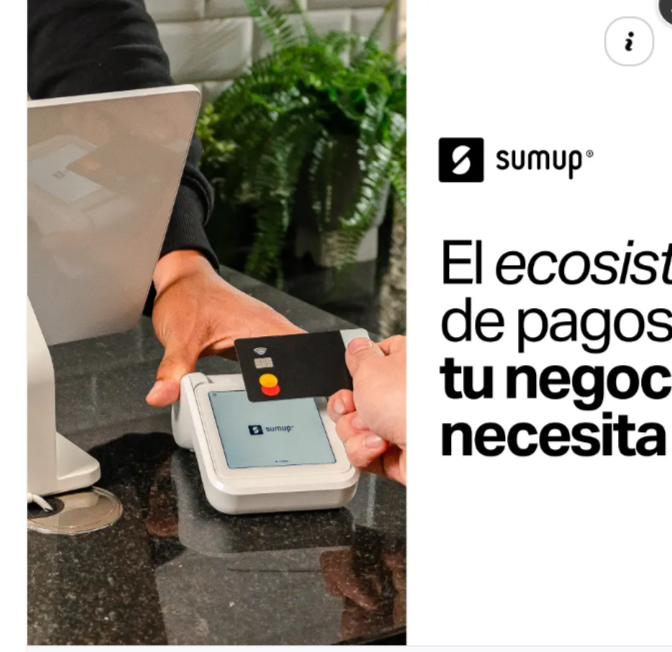 i
sumup®
El ecosist
de pagos
tu negoc
necesita
sumup®